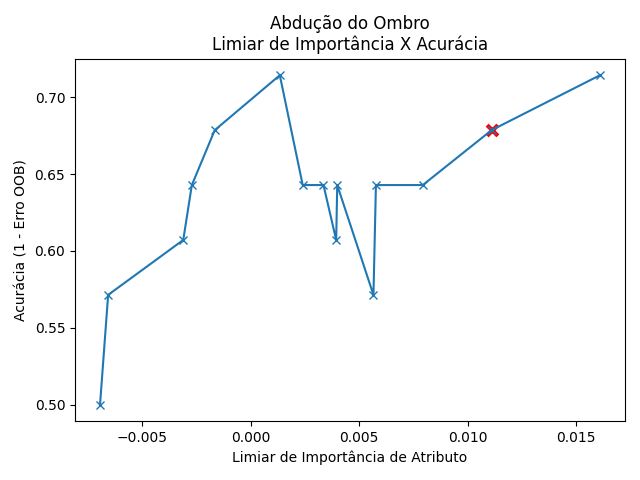 Abdução do Ombro
Limiar de Importância X Acurácia
Acurácia (1 - Erro OOB)
0.70
0.65
0.60
0.55
0.50
−0.005
0.000
0.005
0.010
0.015
Limiar de Importância de Atributo